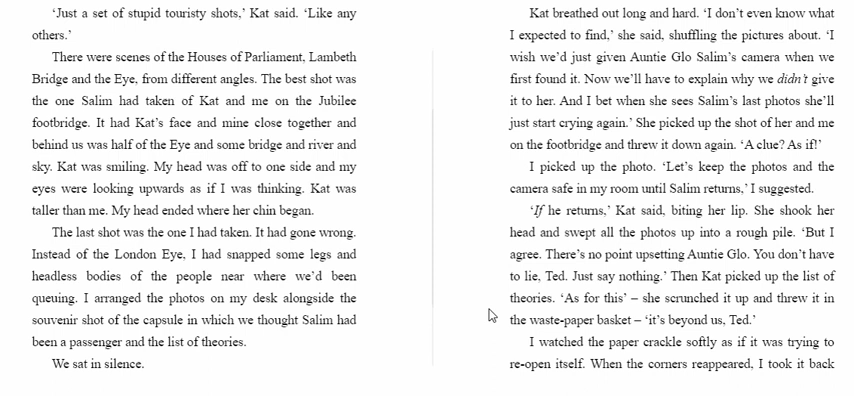 ‘Just a set of stupid touristy shots,’ Kat said. ‘Like any
others.’
There were scenes of the Houses of Parliament, Lambeth
Bridge and the Eye, from different angles. The best shot was
the one Salim had taken of Kat and me on the Jubilee
footbridge. It had Kat’s face and mine close together and
behind us was half of the Eye and some bridge and river and
sky. Kat was smiling. My head was off to one side and my
eyes were looking upwards as if I was thinking. Kat was
taller than me. My head ended where her chin began.
The last shot was the one I had taken. It had gone wrong.
Instead of the London Eye, I had snapped some legs and
headless bodies of the people near where we’d been
queuing. I arranged the photos on my desk alongside the
souvenir shot of the capsule in which we thought Salim had
been a passenger and the list of theories.
We sat in silence.
Kat breathed out long and hard. ‘I don’t even know what
I expected to find,’ she said, shuffling the pictures about. ‘I
wish we’d just given Auntie Glo Salim’s camera when we
first found it. Now we’ll have to explain why we didn’t give
it to her. And I bet when she sees Salim’s last photos she’ll
just start crying again.’ She picked up the shot of her and me
on the footbridge and threw it down again. ‘A clue? As if!’
I picked up the photo. ‘Let’s keep the photos and the
camera safe in my room until Salim returns,’ I suggested.
‘If he returns,’ Kat said, biting her lip. She shook her
head and swept all the photos up into a rough pile. ‘But I
agree. There’s no point upsetting Auntie Glo. You don’t have
to lie, Ted. Just say nothing.’ Then Kat picked up the list of
theories. ‘As for this’ – she scrunched it up and threw it in
the waste-paper basket – ‘it’s beyond us, Ted.’
I watched the paper crackle softly as if it was trying to
re-open itself. When the corners reappeared, I took it back